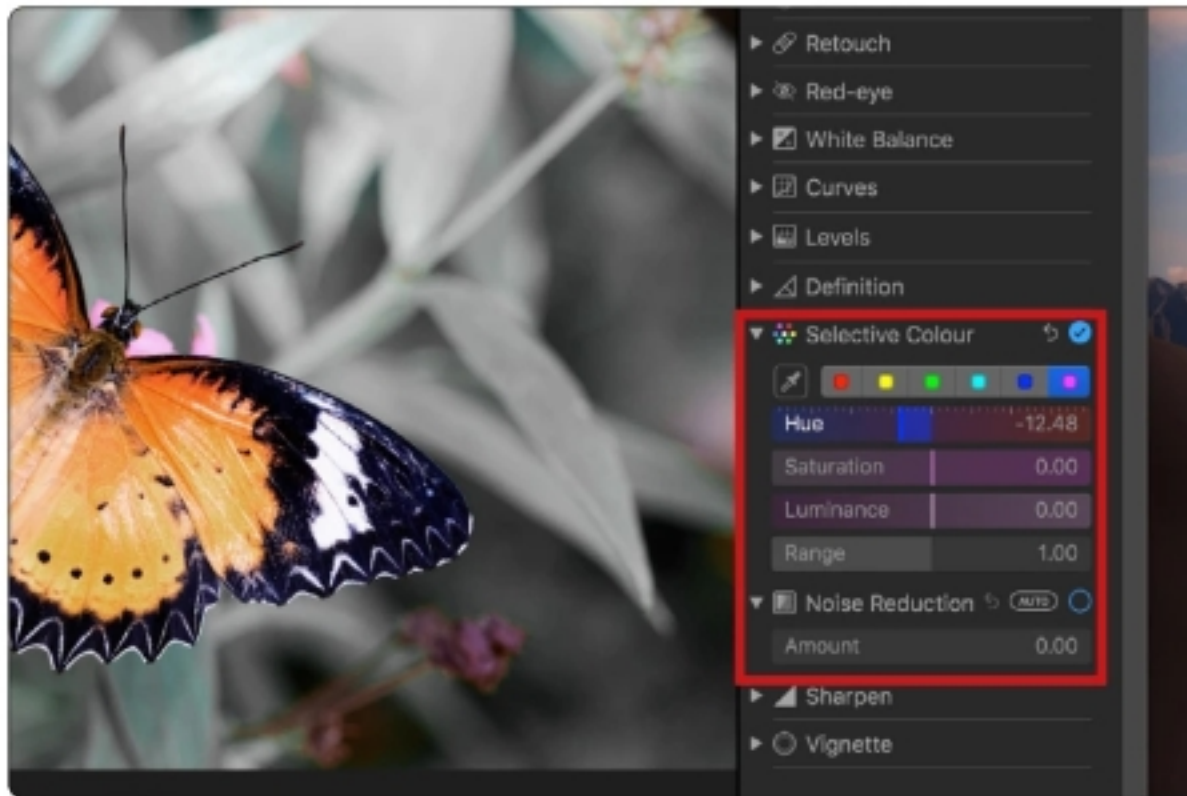 Retouch
Red-eye
White Balance
Curves
Levels
Definition
Selective Colour
Hue -12.48
Saturation 0.00
Luminance 0.00
Range 1.00
Noise Reduction AUTO
Amount 0.00
Sharpen
Vignette